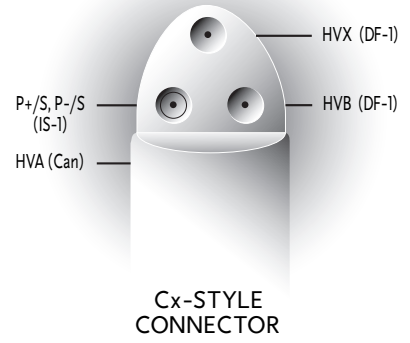 HVX (DF-1)
P+/S, P-/S
(IS-1)
HVB (DF-1)
HVA (Can)
Cx-STYLE
CONNECTOR